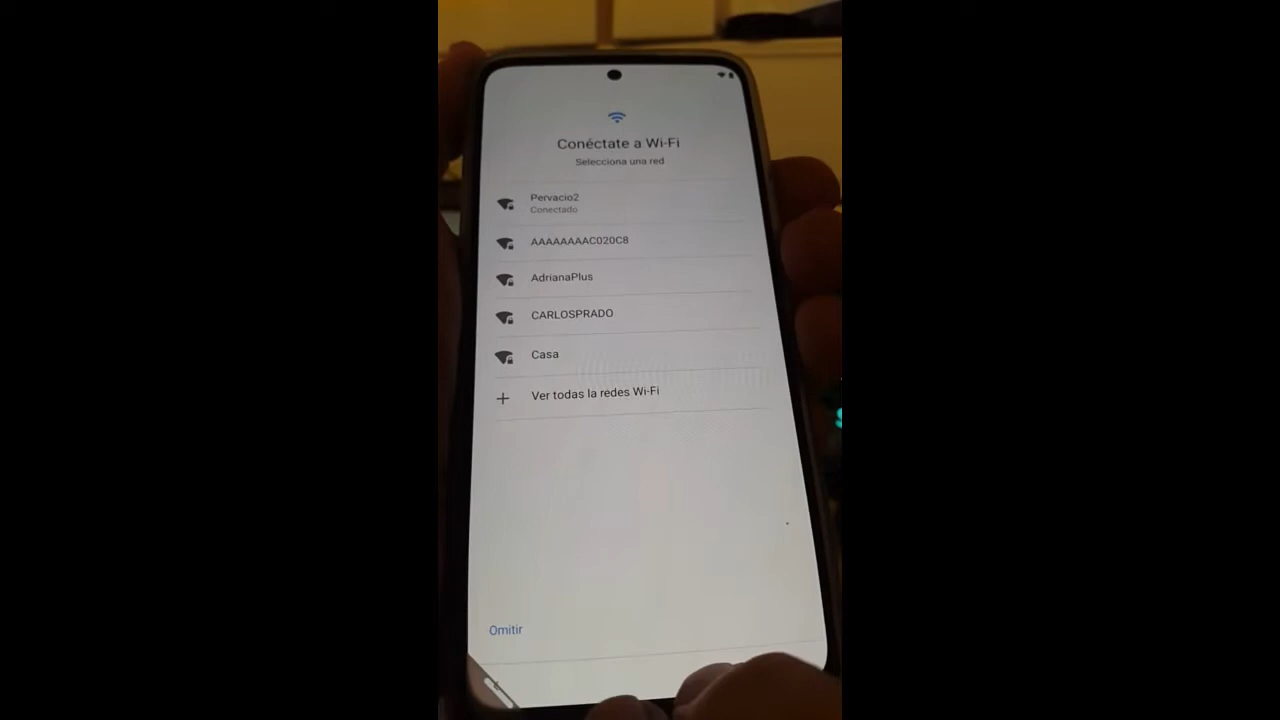 Conéctate a Wi-Fi
Selecciona una red
Pervacio2
Conectado
AAAAAAAAC020C8
AdrianaPlus
CARLOSPRADO
Casa
Ver todas la redes Wi-Fi
Omitir